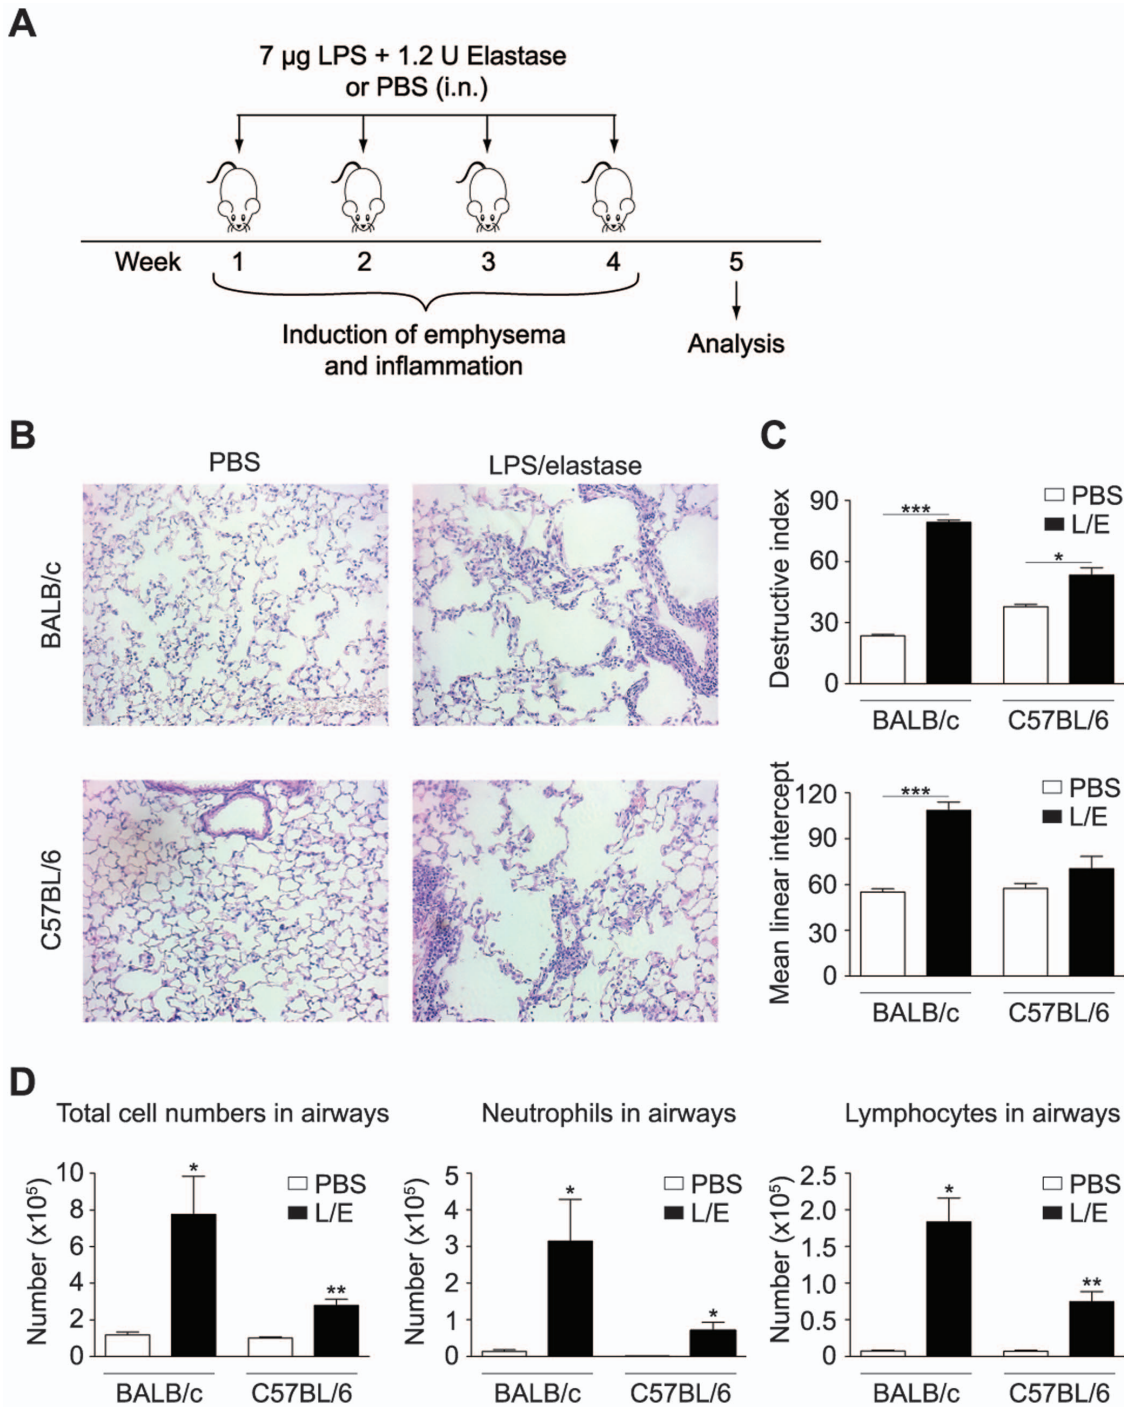 A
7 µg LPS + 1.2 U Elastase
or PBS (i.n.)
Week 1 2 3 4 5
Induction of emphysema
and inflammation
Analysis
B
PBS LPS/elastase
BALB/c
C57BL/6
C
Destructive index
90
60
30
0
***
*
PBS
L/E
BALB/c C57BL/6
Mean linear intercept
120
90
60
30
0
***
PBS
L/E
BALB/c C57BL/6
D
Total cell numbers in airways
Number (x10⁵)
10
8
6
4
2
0
*
**
PBS
L/E
BALB/c C57BL/6
Neutrophils in airways
Number (x10⁵)
5
4
3
2
1
0
*
*
PBS
L/E
BALB/c C57BL/6
Lymphocytes in airways
Number (x10⁵)
2.5
2.0
1.5
1.0
0.5
0
*
**
PBS
L/E
BALB/c C57BL/6